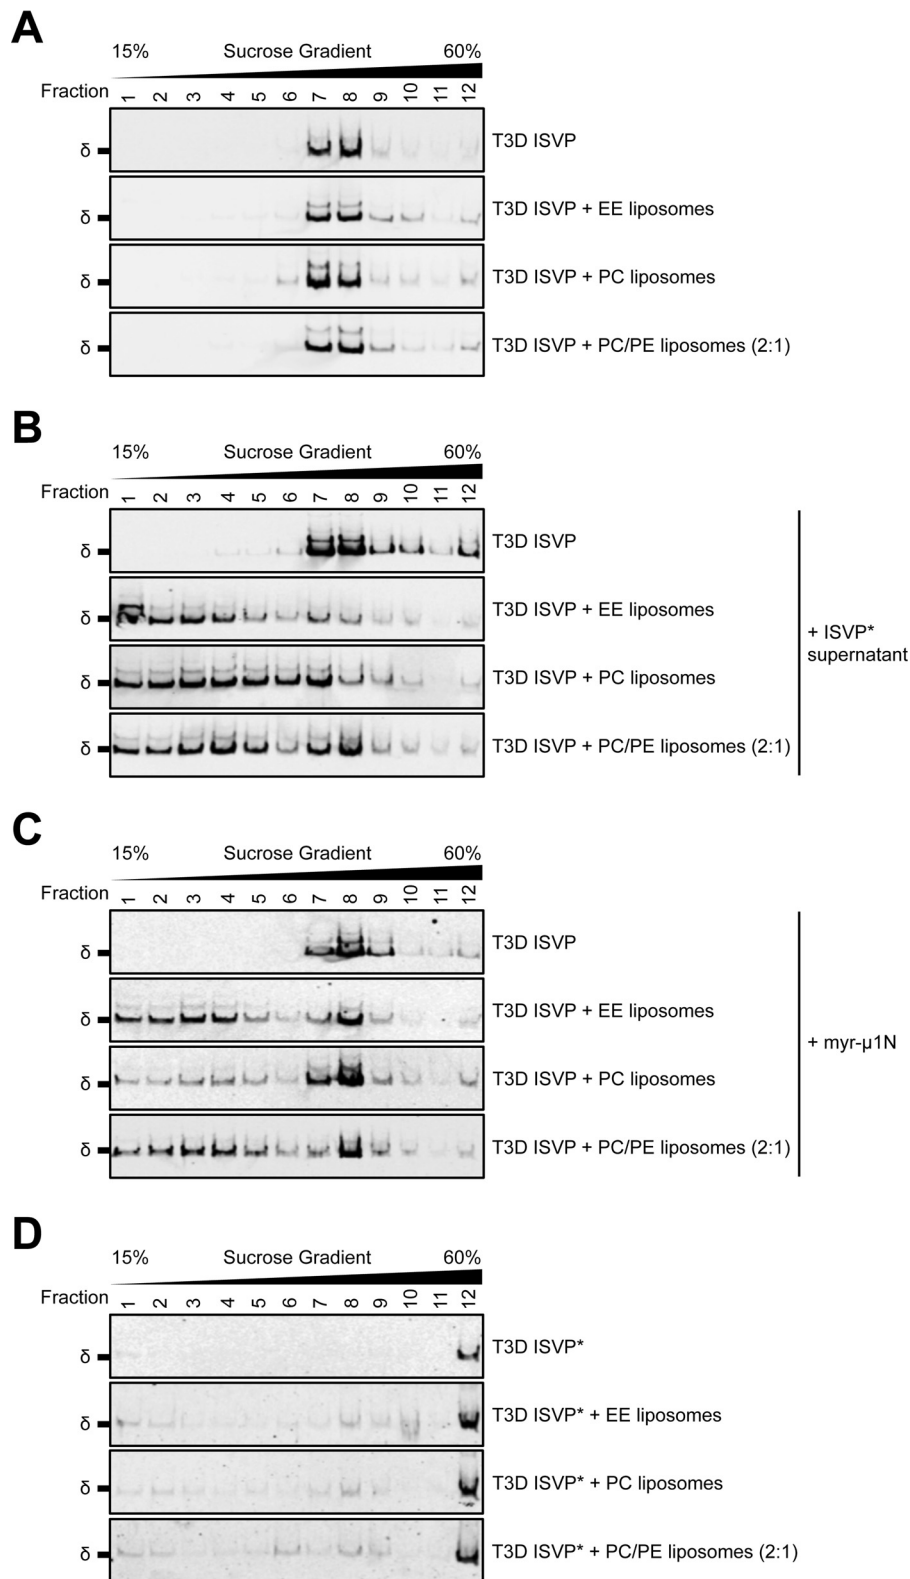 A
15% Sucrose Gradient 60%
Fraction 1 2 3 4 5 6 7 8 9 10 11 12
δ T3D ISVP
δ T3D ISVP + EE liposomes
δ T3D ISVP + PC liposomes
δ T3D ISVP + PC/PE liposomes (2:1)
B
15% Sucrose Gradient 60%
Fraction 1 2 3 4 5 6 7 8 9 10 11 12
δ T3D ISVP
δ T3D ISVP + EE liposomes
δ T3D ISVP + PC liposomes
δ T3D ISVP + PC/PE liposomes (2:1)
+ ISVP*
supernatant
C
15% Sucrose Gradient 60%
Fraction 1 2 3 4 5 6 7 8 9 10 11 12
δ T3D ISVP
δ T3D ISVP + EE liposomes
δ T3D ISVP + PC liposomes
δ T3D ISVP + PC/PE liposomes (2:1)
+ myr-μ1N
D
15% Sucrose Gradient 60%
Fraction 1 2 3 4 5 6 7 8 9 10 11 12
δ T3D ISVP*
δ T3D ISVP* + EE liposomes
δ T3D ISVP* + PC liposomes
δ T3D ISVP* + PC/PE liposomes (2:1)